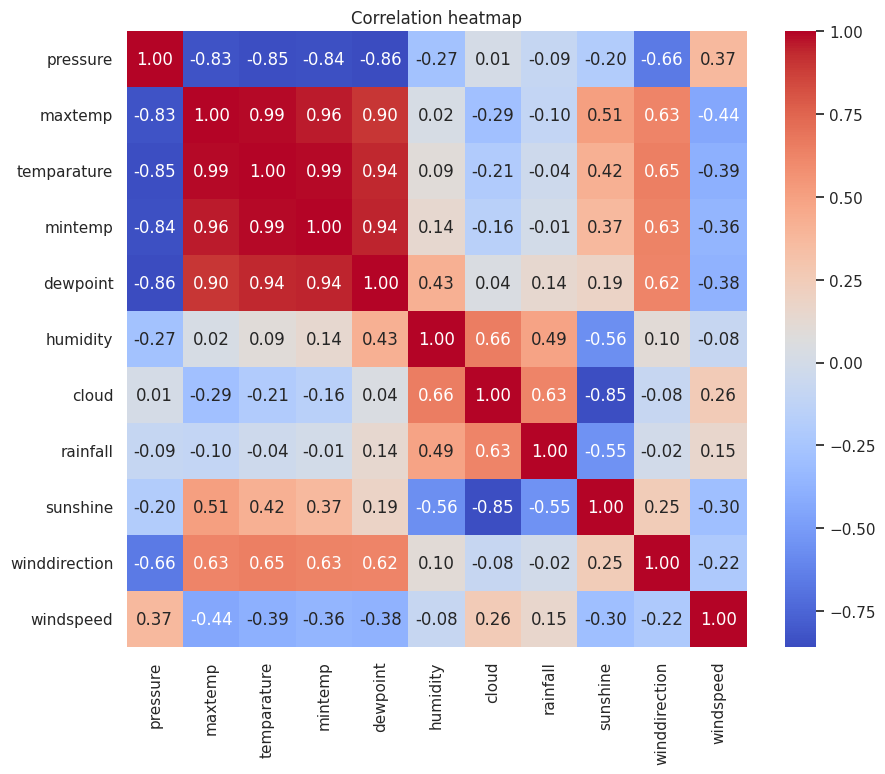 Correlation heatmap
pressure 1.00 -0.83 -0.85 -0.84 -0.86 -0.27 0.01 -0.09 -0.20 -0.66 0.37
maxtemp -0.83 1.00 0.99 0.96 0.90 0.02 -0.29 -0.10 0.51 0.63 -0.44
temparature -0.85 0.99 1.00 0.99 0.94 0.09 -0.21 -0.04 0.42 0.65 -0.39
mintemp -0.84 0.96 0.99 1.00 0.94 0.14 -0.16 -0.01 0.37 0.63 -0.36
dewpoint -0.86 0.90 0.94 0.94 1.00 0.43 0.04 0.14 0.19 0.62 -0.38
humidity -0.27 0.02 0.09 0.14 0.43 1.00 0.66 0.49 -0.56 0.10 -0.08
cloud 0.01 -0.29 -0.21 -0.16 0.04 0.66 1.00 0.63 -0.85 -0.08 0.26
rainfall -0.09 -0.10 -0.04 -0.01 0.14 0.49 0.63 1.00 -0.55 -0.02 0.15
sunshine -0.20 0.51 0.42 0.37 0.19 -0.56 -0.85 -0.55 1.00 0.25 -0.30
winddirection -0.66 0.63 0.65 0.63 0.62 0.10 -0.08 -0.02 0.25 1.00 -0.22
windspeed 0.37 -0.44 -0.39 -0.36 -0.38 -0.08 0.26 0.15 -0.30 -0.22 1.00
pressure
maxtemp
temparature
mintemp
dewpoint
humidity
cloud
rainfall
sunshine
winddirection
windspeed
1.00
0.75
0.50
0.25
0.00
−0.25
−0.50
−0.75